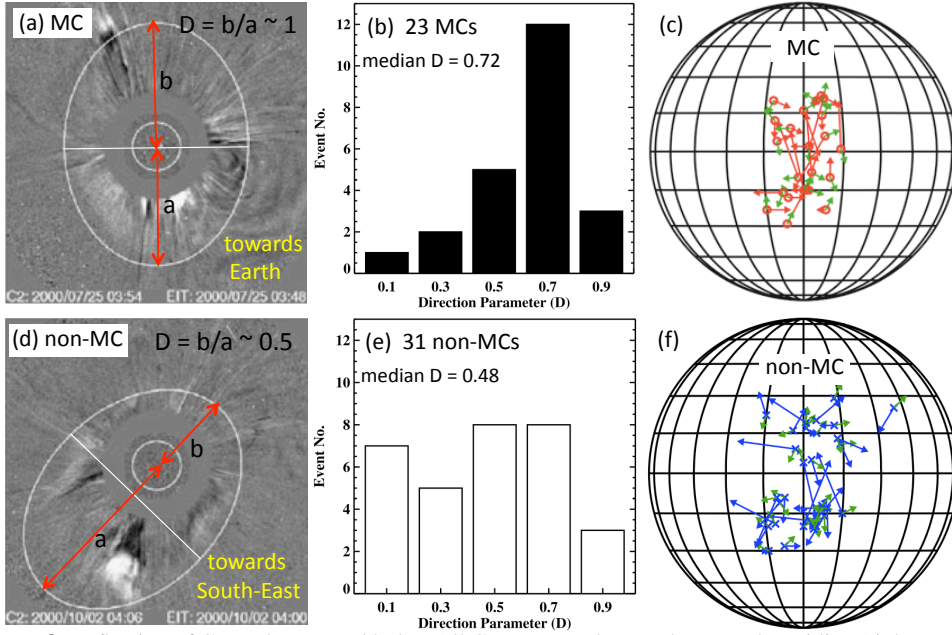 (a) MC
D = b/a ~ 1
b
a
towards
Earth
C2: 2000/07/25 03:54 EIT: 2000/07/25 03:48
(b) 23 MCs
median D = 0.72
Event No.
12
10
8
6
4
2
0
0.1 0.3 0.5 0.7 0.9
Direction Parameter (D)
(c)
MC
(d) non-MC
D = b/a ~ 0.5
b
a
towards
South-East
C2: 2000/10/02 04:06 EIT: 2000/10/02 04:00
(e) 31 non-MCs
median D = 0.48
Event No.
12
10
8
6
4
2
0
0.1 0.3 0.5 0.7 0.9
Direction Parameter (D)
(f)
non-MC